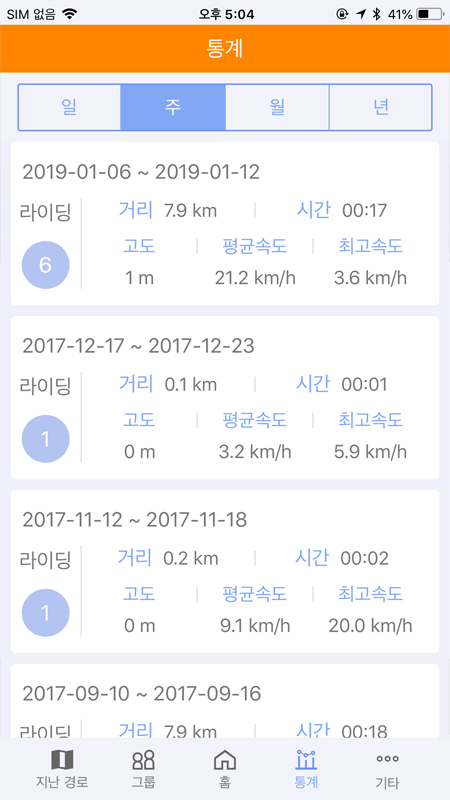 SIM 없음 오후 5:04 41%
통계
일 주 월 년
2019-01-06 ~ 2019-01-12
라이딩 거리 7.9 km 시간 00:17
고도 평균속도 최고속도
6 1 m 21.2 km/h 3.6 km/h
2017-12-17 ~ 2017-12-23
라이딩 거리 0.1 km 시간 00:01
고도 평균속도 최고속도
1 0 m 3.2 km/h 5.9 km/h
2017-11-12 ~ 2017-11-18
라이딩 거리 0.2 km 시간 00:02
고도 평균속도 최고속도
1 0 m 9.1 km/h 20.0 km/h
2017-09-10 ~ 2017-09-16
라이딩 거리 7.9 km 시간 00:18
지난 경로 그룹 홈 통계 기타